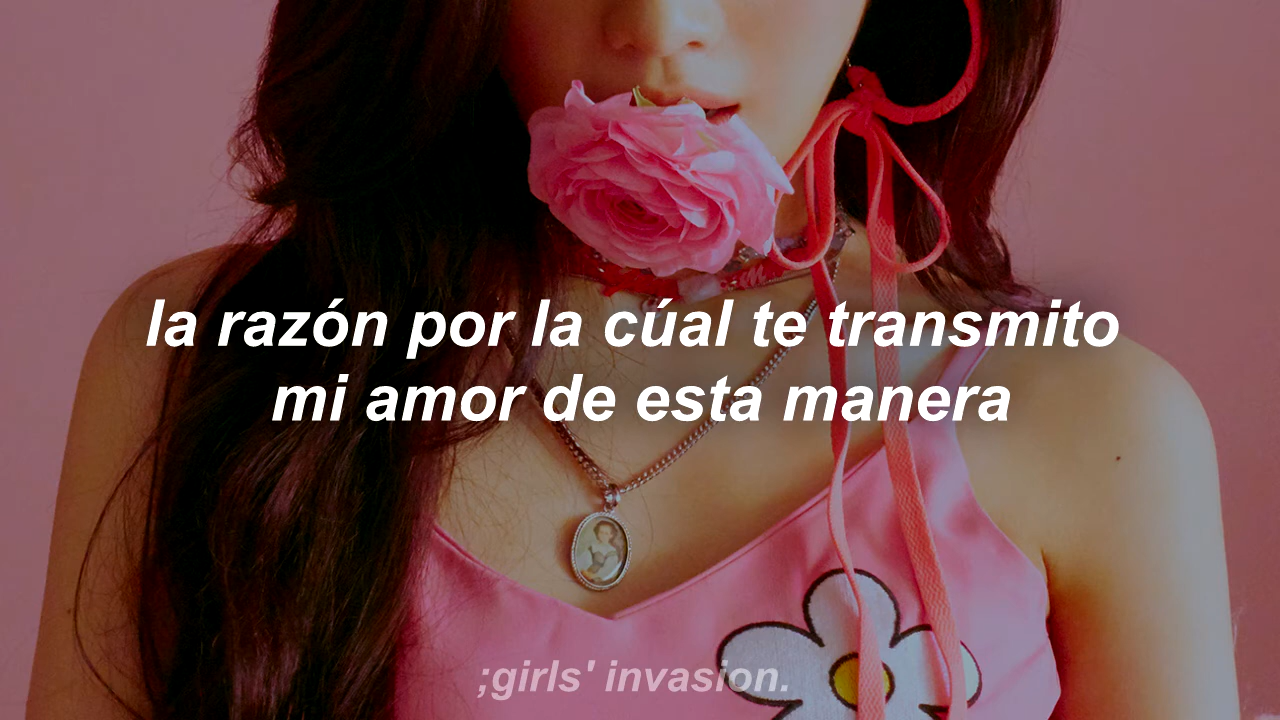 la razón por la cúal te transmito
mi amor de esta manera
;girls' invasion.